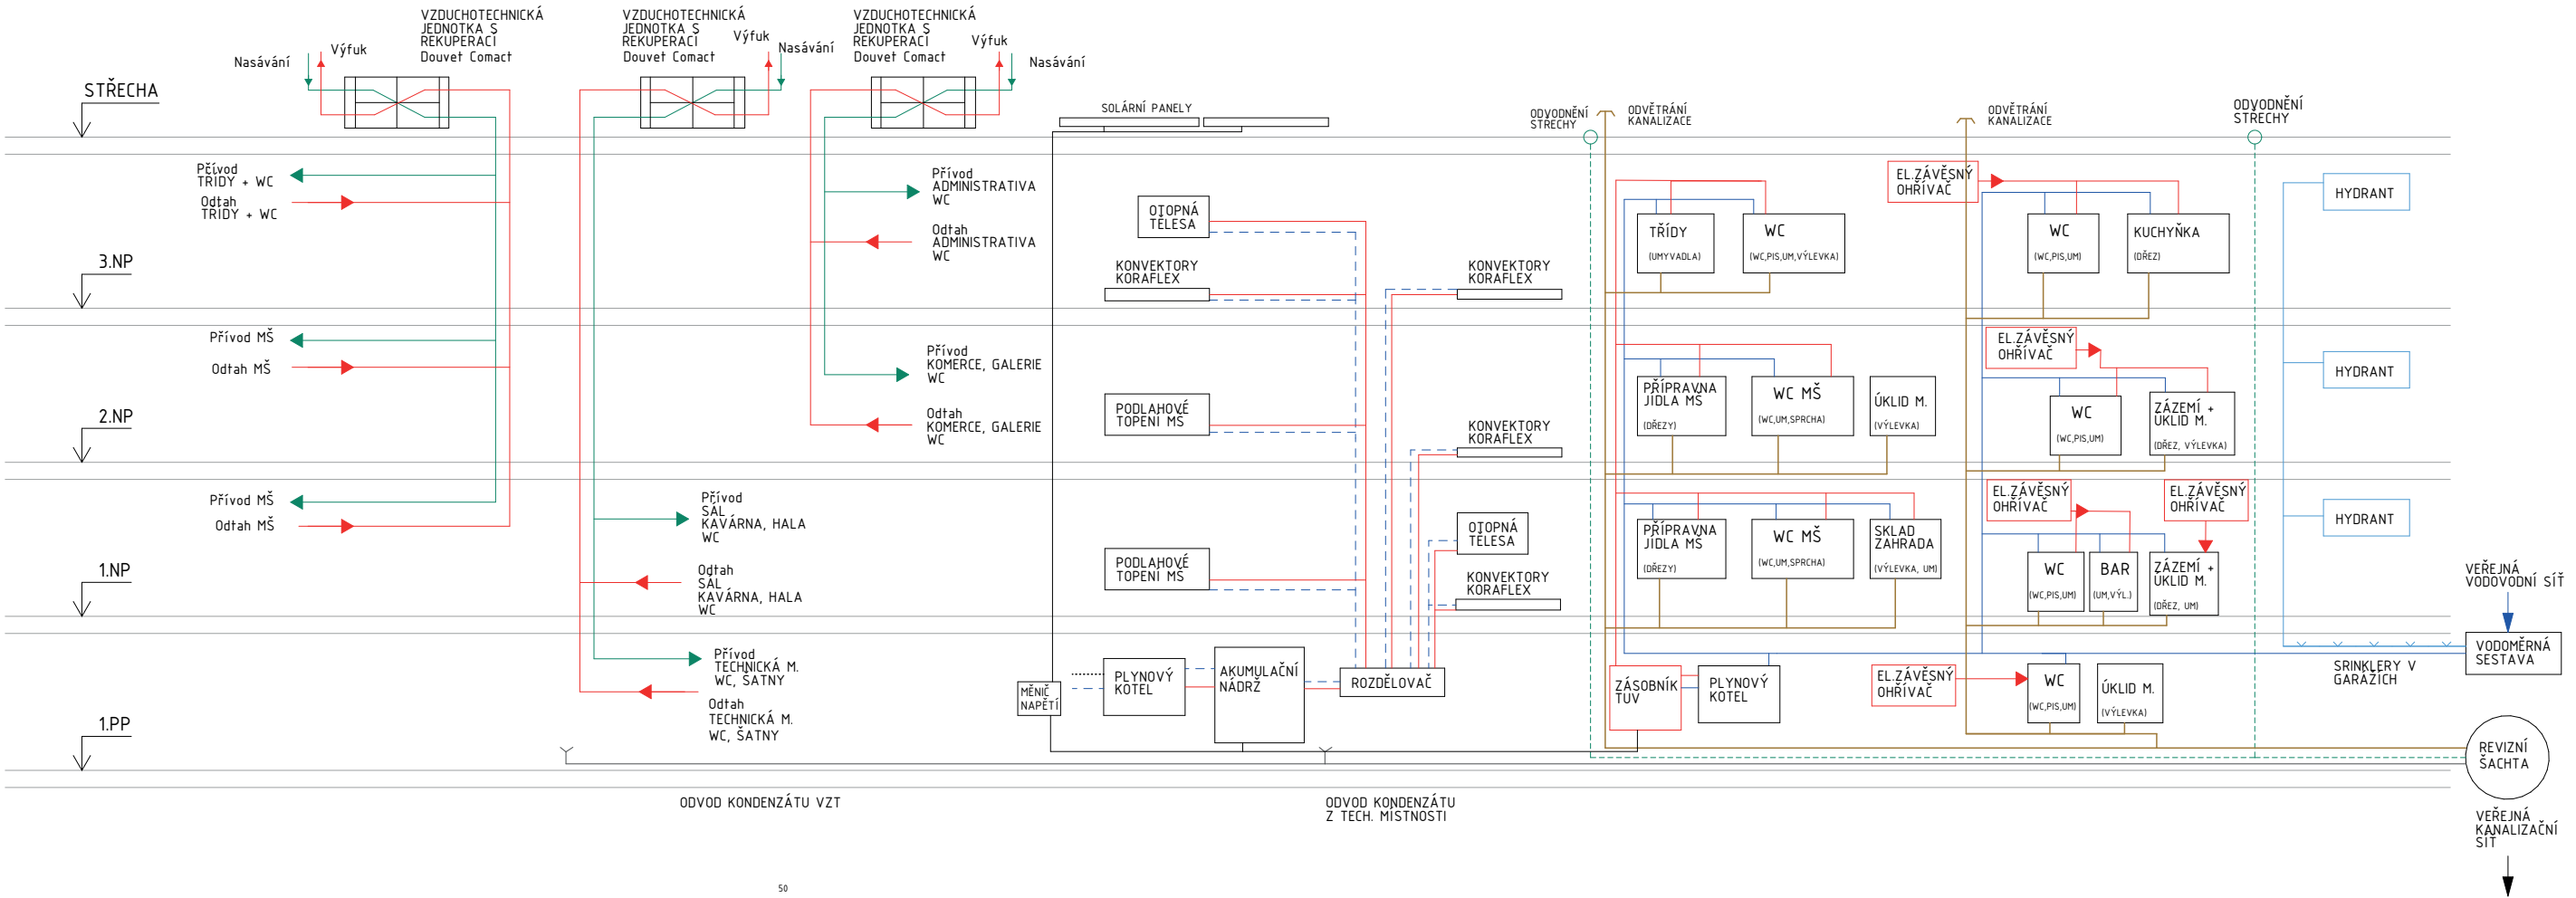 VZDUCHOTECHNICKÁ
JEDNOTKA S
REKUPERACÍ
Douvet Comact
Nasávání
Výfuk
VZDUCHOTECHNICKÁ
JEDNOTKA S
REKUPERACÍ
Douvet Comact
Výfuk
Nasávání
VZDUCHOTECHNICKÁ
JEDNOTKA S
REKUPERACÍ
Douvet Comact
Výfuk
Nasávání
STŘECHA
SOLÁRNÍ PANELY
ODVODNĚNÍ
STŘECHY
ODVĚTRÁNÍ
KANALIZACE
ODVĚTRÁNÍ
KANALIZACE
ODVODNĚNÍ
STŘECHY
Přívod
TŘÍDY + WC
Odtah
TŘÍDY + WC
Přívod
ADMINISTRATIVA
WC
Odtah
ADMINISTRATIVA
WC
OTOPNÁ
TĚLESA
KONVEKTORY
KORAFLEX
KONVEKTORY
KORAFLEX
TŘÍDY
(UMYVADLA)
WC
(WC,PIS,UM,VÝLEVKA)
EL.ZÁVĚSNÝ
OHŘÍVAČ
WC
(WC,PIS,UM)
KUCHYŇKA
(DŘEZ)
HYDRANT
3.NP
Přívod MŠ
Odtah MŠ
Přívod
KOMERCE, GALERIE
WC
Odtah
KOMERCE, GALERIE
WC
PODLAHOVÉ
TOPENÍ MŠ
KONVEKTORY
KORAFLEX
PŘÍPRAVNA
JÍDLA MŠ
(DŘEZY)
WC MŠ
(WC,UM,SPRCHA)
ÚKLID M.
(VÝLEVKA)
EL.ZÁVĚSNÝ
OHŘÍVAČ
WC
(WC,PIS,UM)
ZÁZEMÍ +
ÚKLID M.
(DŘEZ, VÝLEVKA)
HYDRANT
2.NP
Přívod MŠ
Odtah MŠ
Přívod
SÁL
KAVÁRNA, HALA
WC
Odtah
SÁL
KAVÁRNA, HALA
WC
PODLAHOVÉ
TOPENÍ MŠ
OTOPNÁ
TĚLESA
KONVEKTORY
KORAFLEX
PŘÍPRAVNA
JÍDLA MŠ
(DŘEZY)
WC MŠ
(WC,UM,SPRCHA)
SKLAD
ZAHRADA
(VÝLEVKA, UM)
EL.ZÁVĚSNÝ
OHŘÍVAČ
EL.ZÁVĚSNÝ
OHŘÍVAČ
WC
(WC,PIS,UM)
BAR
(UM,VÝL.)
ZÁZEMÍ +
ÚKLID M.
(DŘEZ, UM)
HYDRANT
1.NP
VEŘEJNÁ
VODOVODNÍ SÍŤ
Přívod
TECHNICKÁ M.
WC, ŠATNY
Odtah
TECHNICKÁ M.
WC, ŠATNY
MĚNIČ
NAPĚTÍ
PLYNOVÝ
KOTEL
AKUMULAČNÍ
NÁDRŽ
ROZDĚLOVAČ
ZÁSOBNÍK
TUV
PLYNOVÝ
KOTEL
EL.ZÁVĚSNÝ
OHŘÍVAČ
WC
(WC,PIS,UM)
ÚKLID M.
(VÝLEVKA)
SRINKLERY V
GARÁŽÍCH
VODOMĚRNÁ
SESTAVA
1.PP
REVIZNÍ
ŠACHTA
ODVOD KONDENZÁTU VZT
ODVOD KONDENZÁTU
Z TECH. MÍSTNOSTI
VEŘEJNÁ
KANALIZAČNÍ
SÍŤ
50